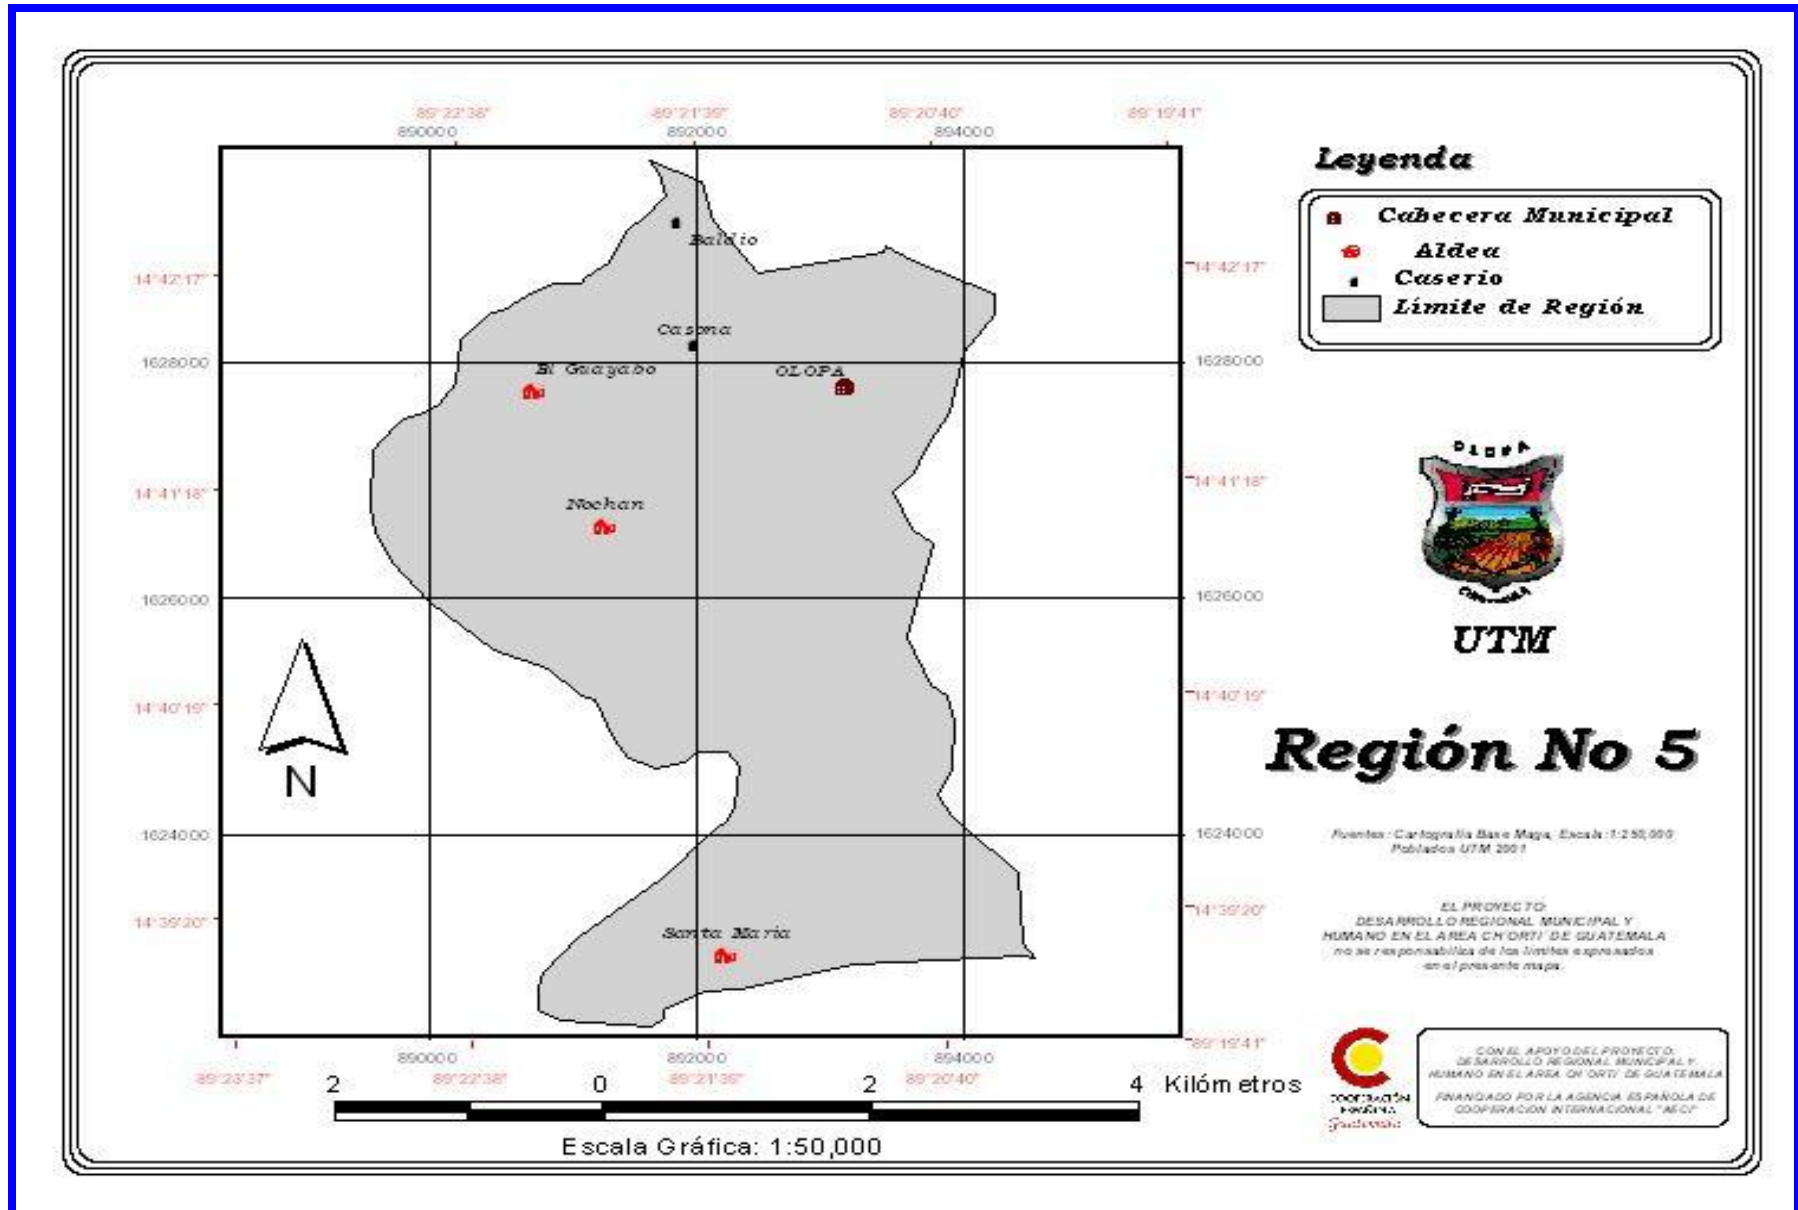 89°22'38" 89°21'39" 89°20'40" 89°19'41"
890000 892000 894000
Leyenda
Cabecera Municipal
Aldea
Caserio
Límite de Región
Baldio
14°42'17" 14°42'17"
Casona
1628000 1628000
El Guayabo OLOPA
OLOPA
14°41'18" 14°41'18"
Nochan
1626000 1626000
UTM
14°40'19" 14°40'19"
Región No 5
N
1624000 1624000
Fuentes: Cartografía Base Maga, Escala:1:250,000
Poblados UTM 2001
14°39'20" 14°39'20"
EL PROYECTO:
DESARROLLO REGIONAL MUNICIPAL Y
HUMANO EN EL AREA CH'ORTI' DE GUATEMALA
no se responsabiliza de los límites expresados
en el presente mapa.
Santa María
89°19'41"
890000 892000 894000
89°23'37" 89°22'38" 89°21'39" 89°20'40"
2 0 2 4 Kilómetros
Escala Gráfica: 1:50,000
COOPERACIÓN
ESPAÑOLA
Guatemala
CON EL APOYO DEL PROYECTO:
DESARROLLO REGIONAL MUNICIPAL Y
HUMANO EN EL AREA CH'ORTI' DE GUATEMALA
FINANCIADO POR LA AGENCIA ESPAÑOLA DE
COOPERACION INTERNACIONAL "AECI"